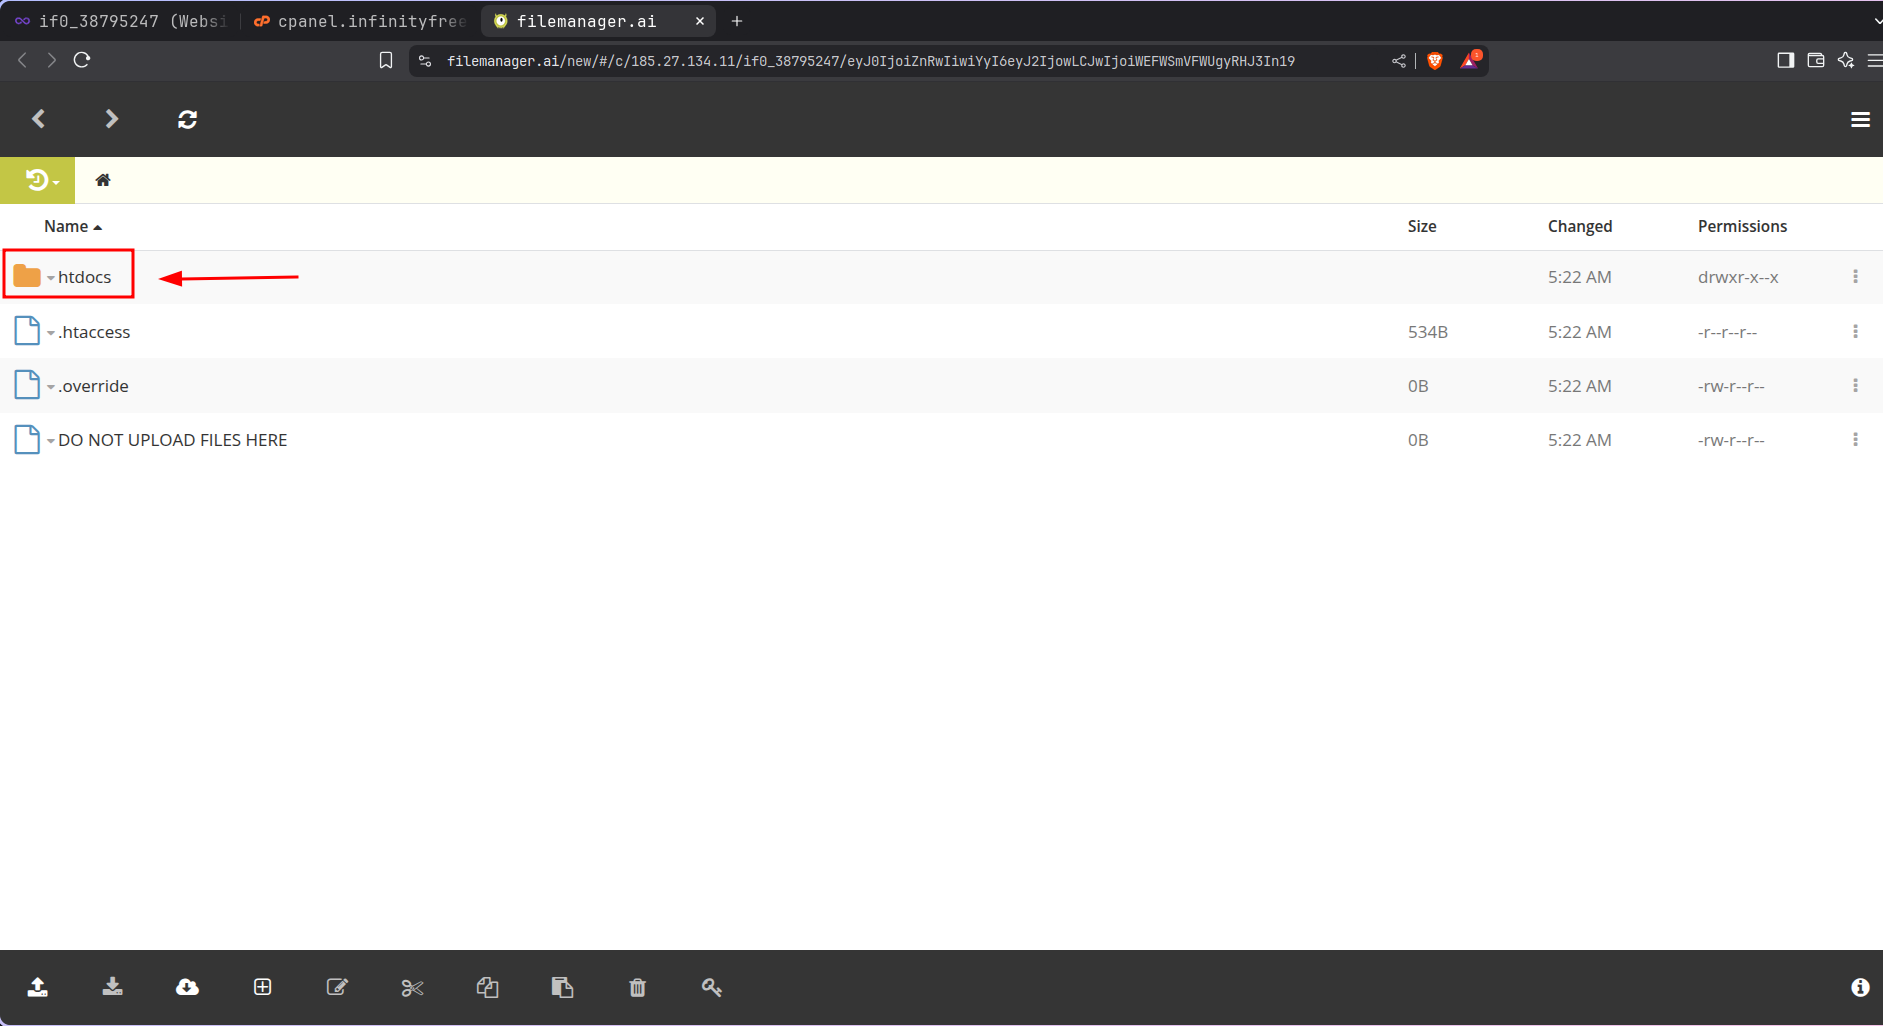 if0_38795247 (Websi
cpanel.infinityfree
filemanager.ai
filemanager.ai/new/#/c/185.27.134.11/if0_38795247/eyJ0IjoiZnRwIiwiYyI6eyJ2IjowLCJwIjoiWEFWSmVFWUgyRHJ3In19
1
Name Size Changed Permissions
htdocs 5:22 AM drwxr-x--x
.htaccess 534B 5:22 AM -r--r--r--
.override 0B 5:22 AM -rw-r--r--
DO NOT UPLOAD FILES HERE 0B 5:22 AM -rw-r--r--